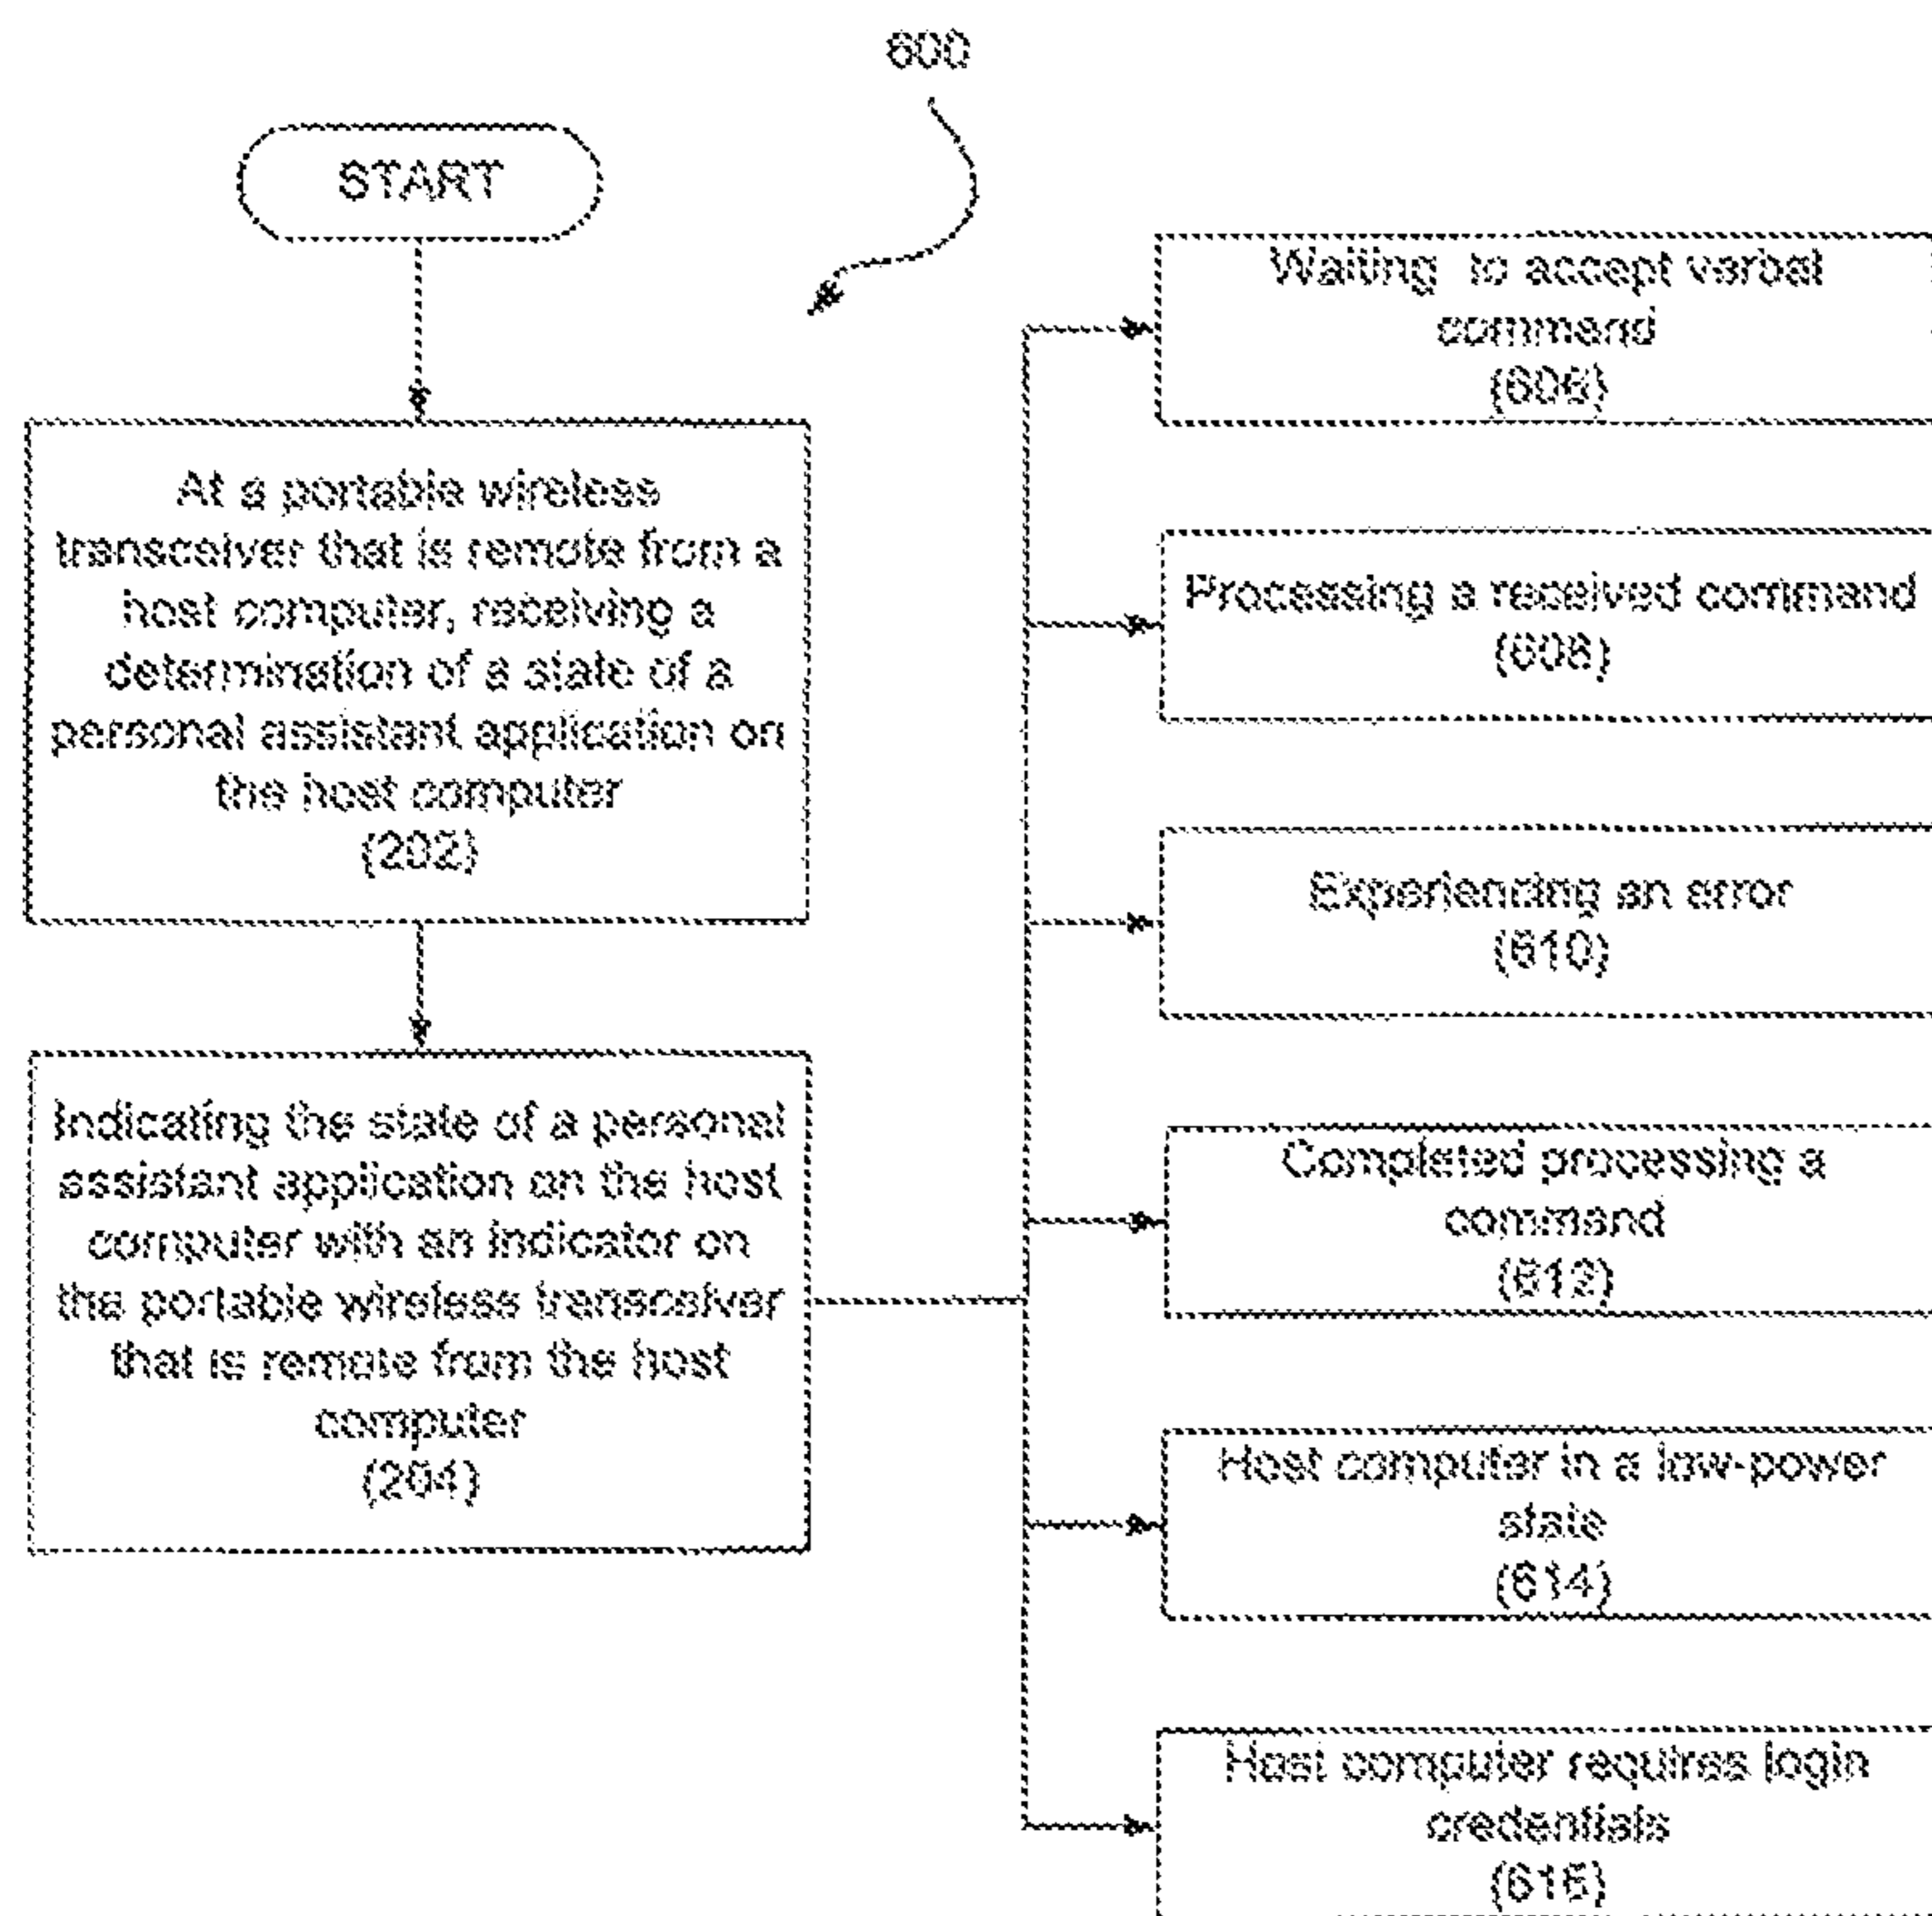 600
START
At a portable wireless
transceiver that is remote from a
host computer, receiving a
determination of a state of a
personal assistant application on
the host computer
(202)
Indicating the state of a personal
assistant application on the host
computer with an indicator on
the portable wireless transceiver
that is remote from the host
computer
(204)
Waiting to accept verbal
command
(606)
Processing a received command
(608)
Experiencing an error
(610)
Completed processing a
command
(612)
Host computer in a low-power
state
(614)
Host computer requires login
credentials
(616)